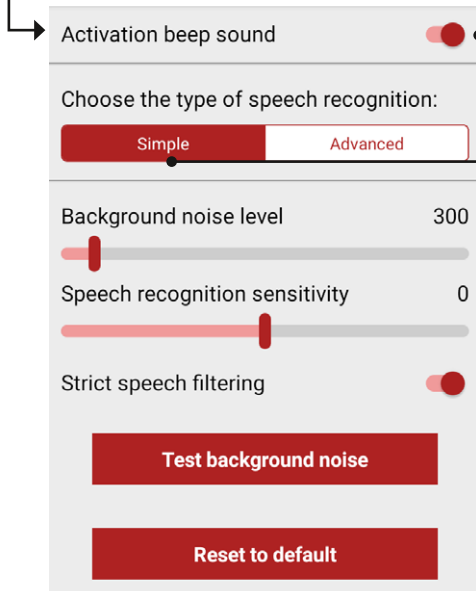 Activation beep sound
Choose the type of speech recognition:
Simple Advanced
Background noise level 300
Speech recognition sensitivity 0
Strict speech filtering
Test background noise
Reset to default